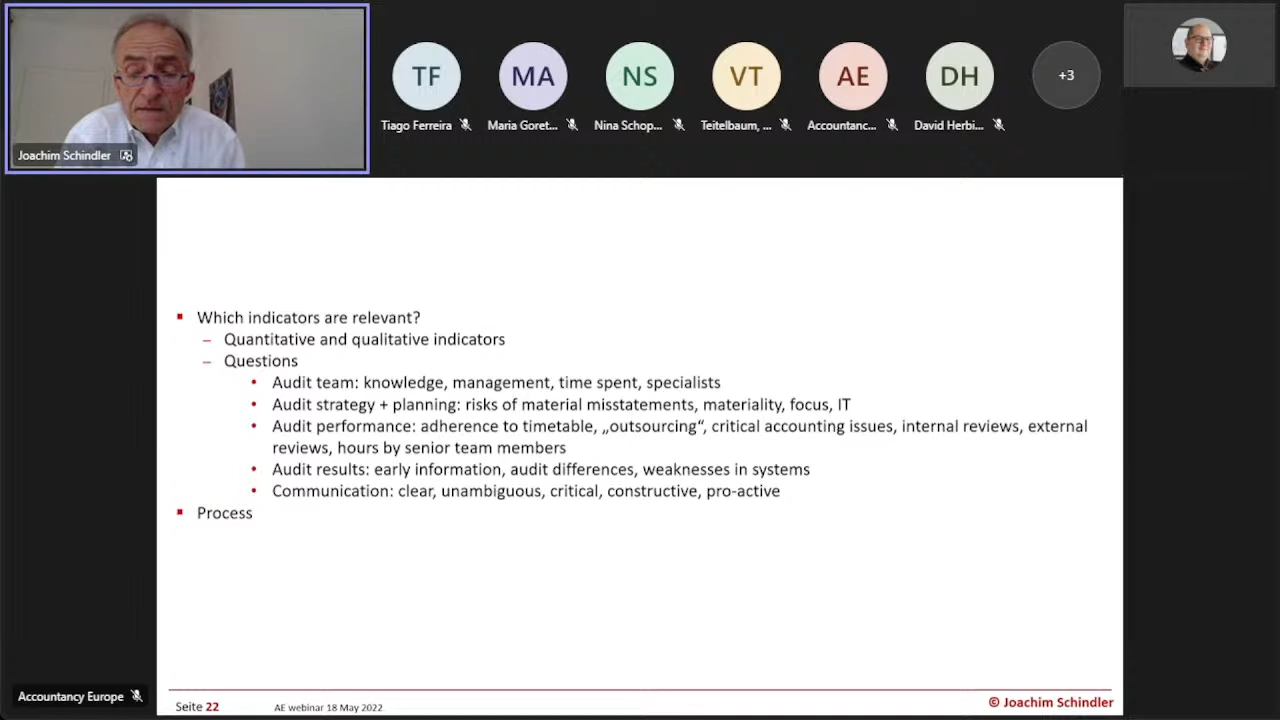 TF
MA
NS
VT
AE
DH
+3
Tiago Ferreira
Maria Goret...
Nina Schop...
Teitelbaum, ...
Accountanc...
David Herbi...
Joachim Schindler
Which indicators are relevant?
– Quantitative and qualitative indicators
– Questions
• Audit team: knowledge, management, time spent, specialists
• Audit strategy + planning: risks of material misstatements, materiality, focus, IT
• Audit performance: adherence to timetable, „outsourcing“, critical accounting issues, internal reviews, external
reviews, hours by senior team members
• Audit results: early information, audit differences, weaknesses in systems
• Communication: clear, unambiguous, critical, constructive, pro-active
Process
Accountancy Europe
Seite 22
AE webinar 18 May 2022
© Joachim Schindler